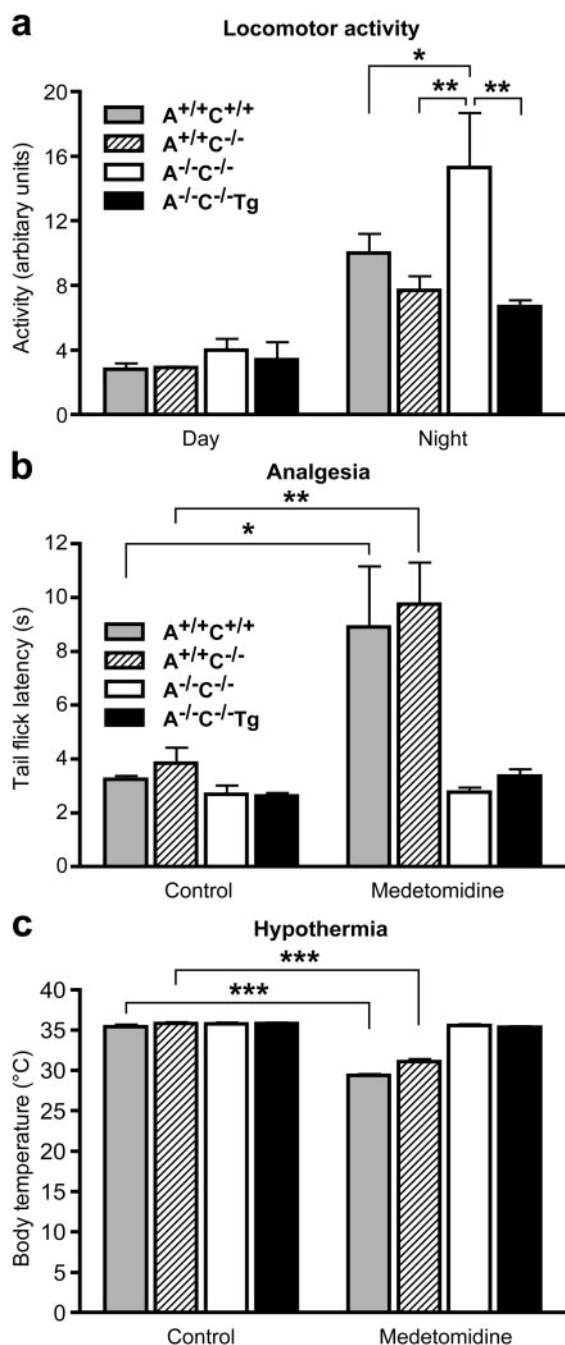 a
Locomotor activity
* 
** **
20
16
12
8
4
0
Activity (arbitary units)
A+/+C+/+
A+/+C-/-
A-/-C-/-
A-/-C-/-Tg
Day Night
b
Analgesia
**
*
12
10
8
6
4
2
0
Tail flick latency (s)
A+/+C+/+
A+/+C-/-
A-/-C-/-
A-/-C-/-Tg
Control Medetomidine
c
Hypothermia
***
***
40
35
30
25
20
15
10
5
0
Body temperature (°C)
Control Medetomidine